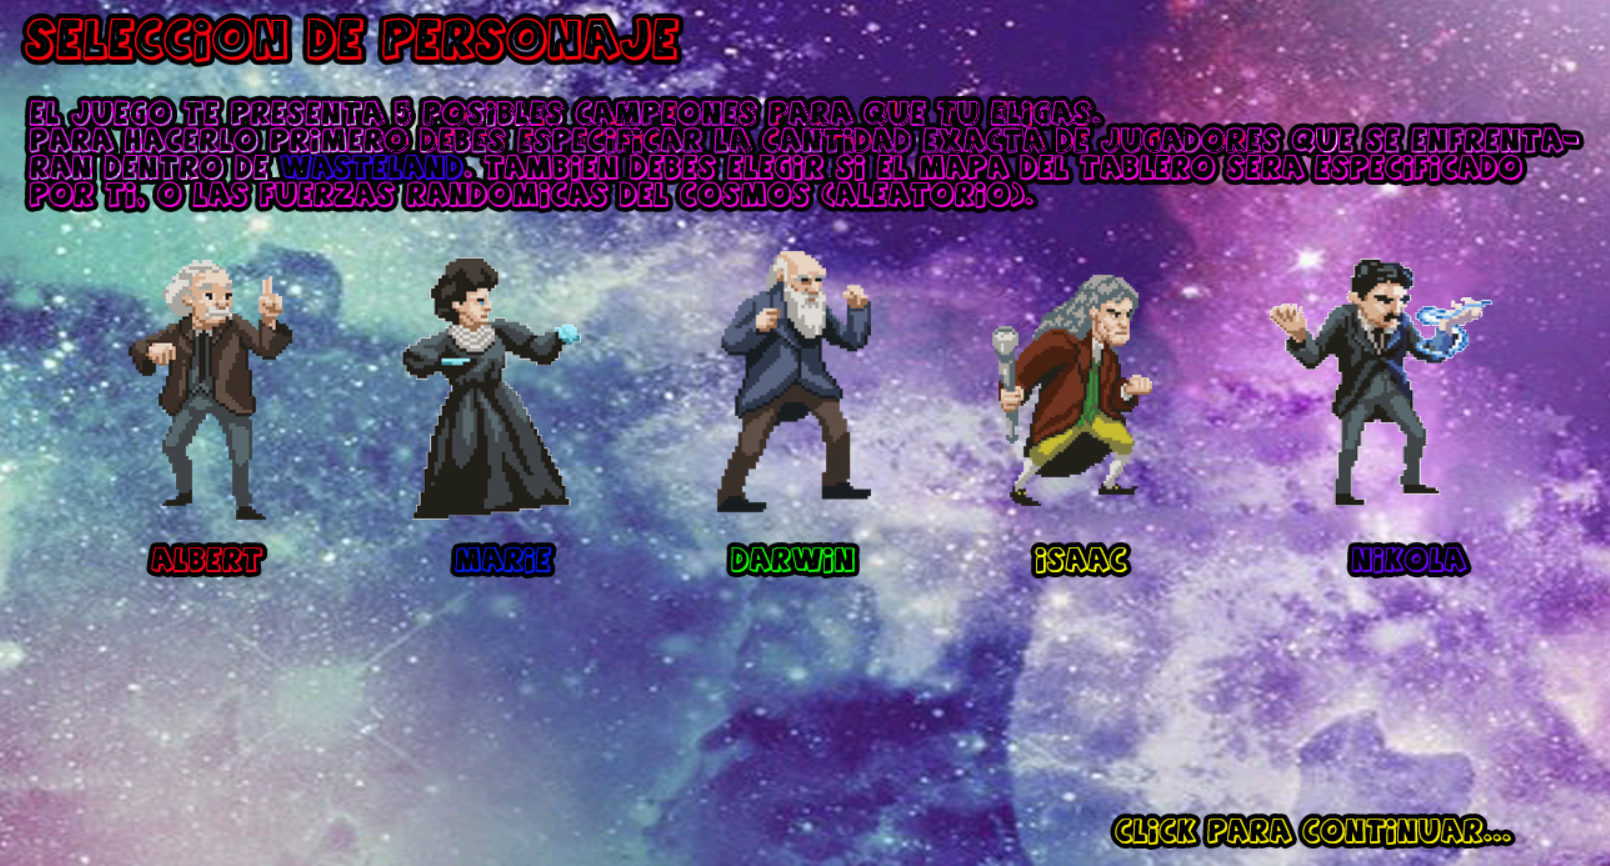 SELECCION DE PERSONAJE
EL JUEGO TE PRESENTA 5 POSIBLES CAMPEONES PARA QUE TU ELIGAS.
PARA HACERLO PRIMERO DEBES ESPECIFICAR LA CANTIDAD EXACTA DE JUGADORES QUE SE ENFRENTA-
RAN DENTRO DE WASTELAND. TAMBIEN DEBES ELEGIR SI EL MAPA DEL TABLERO SERA ESPECIFICADO
POR TI, O LAS FUERZAS RANDOMICAS DEL COSMOS (ALEATORIO).
ALBERT MARIE DARWIN ISAAC NIKOLA
CLICK PARA CONTINUAR...